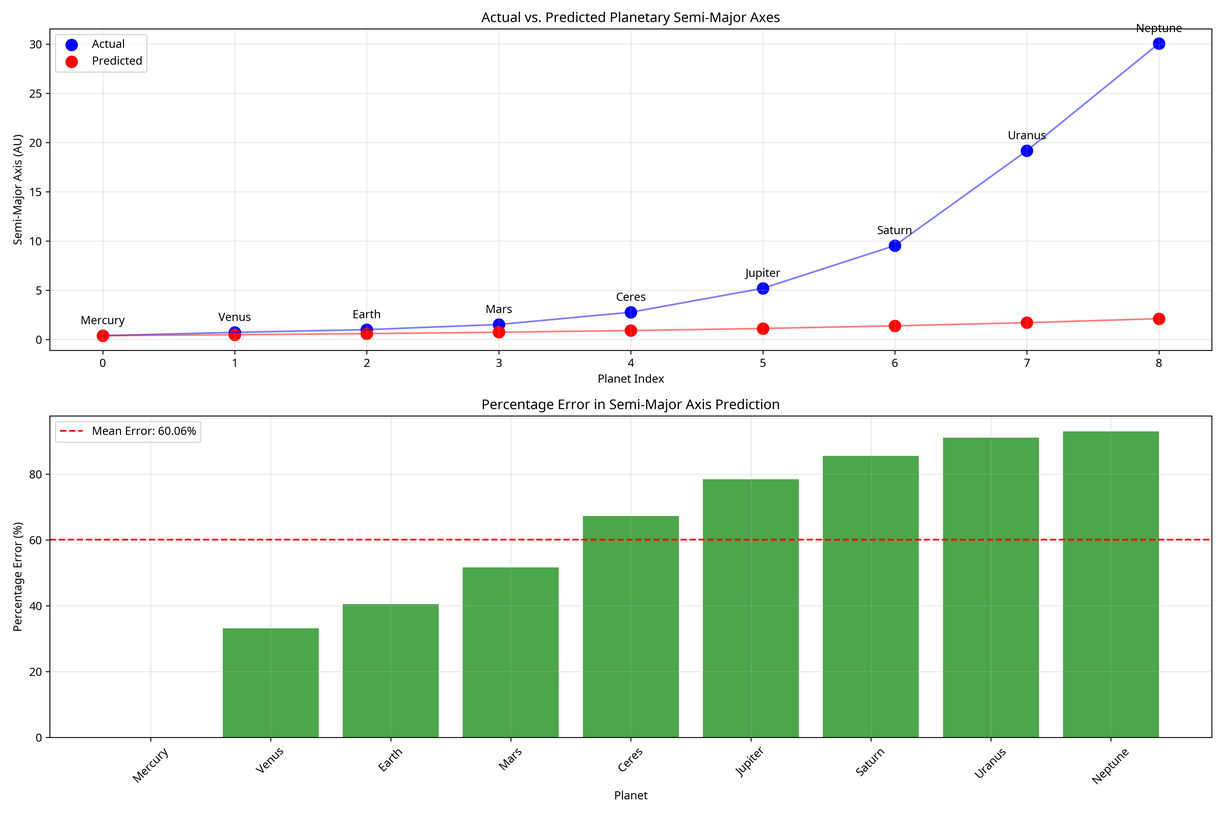 Actual vs. Predicted Planetary Semi-Major Axes
Neptune
30
Actual
Predicted
25
20
Uranus
15
Semi-Major Axis (AU)
10
Saturn
Jupiter
5
Ceres
Mars
Earth
Venus
Mercury
0
0 1 2 3 4 5 6 7 8
Planet Index
Percentage Error in Semi-Major Axis Prediction
Mean Error: 60.06%
80
60
Percentage Error (%)
40
20
0
Mercury Venus Earth Mars Ceres Jupiter Saturn Uranus Neptune
Planet